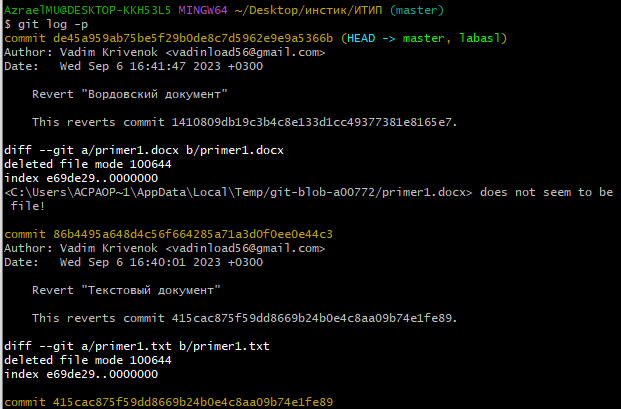 AzraelMU@DESKTOP-KKH53L5 MINGW64 ~/Desktop/инстик/ИТИП (master)
$ git log -p
commit de45a959ab75be5f29b0de8c7d5962e9e9a5366b (HEAD -> master, labasl)
Author: Vadim Krivenok <vadinload56@gmail.com>
Date:   Wed Sep 6 16:41:47 2023 +0300
    Revert "Вордовский документ"
    This reverts commit 1410809db19c3b4c8e133d1cc49377381e8165e7.
diff --git a/primer1.docx b/primer1.docx
deleted file mode 100644
index e69de29..0000000
<C:\Users\ACPAOP~1\AppData\Local\Temp/git-blob-a00772/primer1.docx> does not seem to be
 file!
commit 86b4495a648d4c56f664285a71a3d0f0ee0e44c3
Author: Vadim Krivenok <vadinload56@gmail.com>
Date:   Wed Sep 6 16:40:01 2023 +0300
    Revert "Текстовый документ"
    This reverts commit 415cac875f59dd8669b24b0e4c8aa09b74e1fe89.
diff --git a/primer1.txt b/primer1.txt
deleted file mode 100644
index e69de29..0000000
commit 415cac875f59dd8669b24b0e4c8aa09b74e1fe89